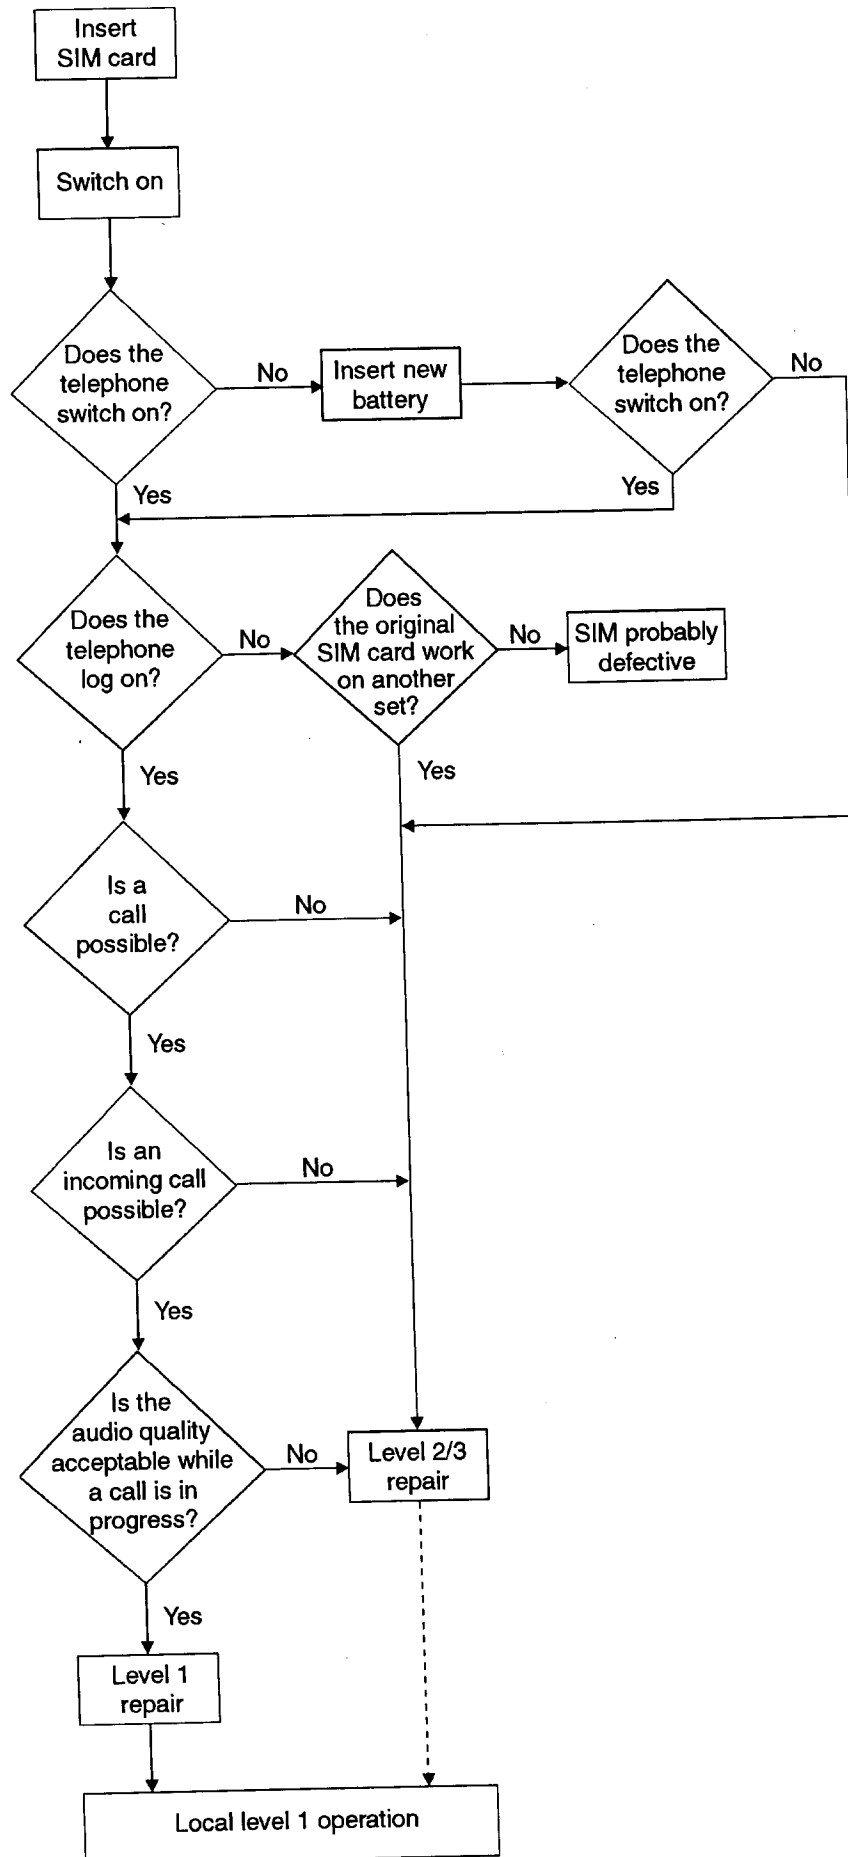 Insert
SIM card
Switch on
Does the
telephone
switch on?
No
Insert new
battery
Does the
telephone
switch on?
No
Yes
Yes
Does the
telephone
log on?
No
Does
the original
SIM card work
on another
set?
No
SIM probably
defective
Yes
Yes
Is a
call
possible?
No
Yes
Is an
incoming call
possible?
No
Yes
Is the
audio quality
acceptable while
a call is in
progress?
No
Level 2/3
repair
Yes
Level 1
repair
Local level 1 operation